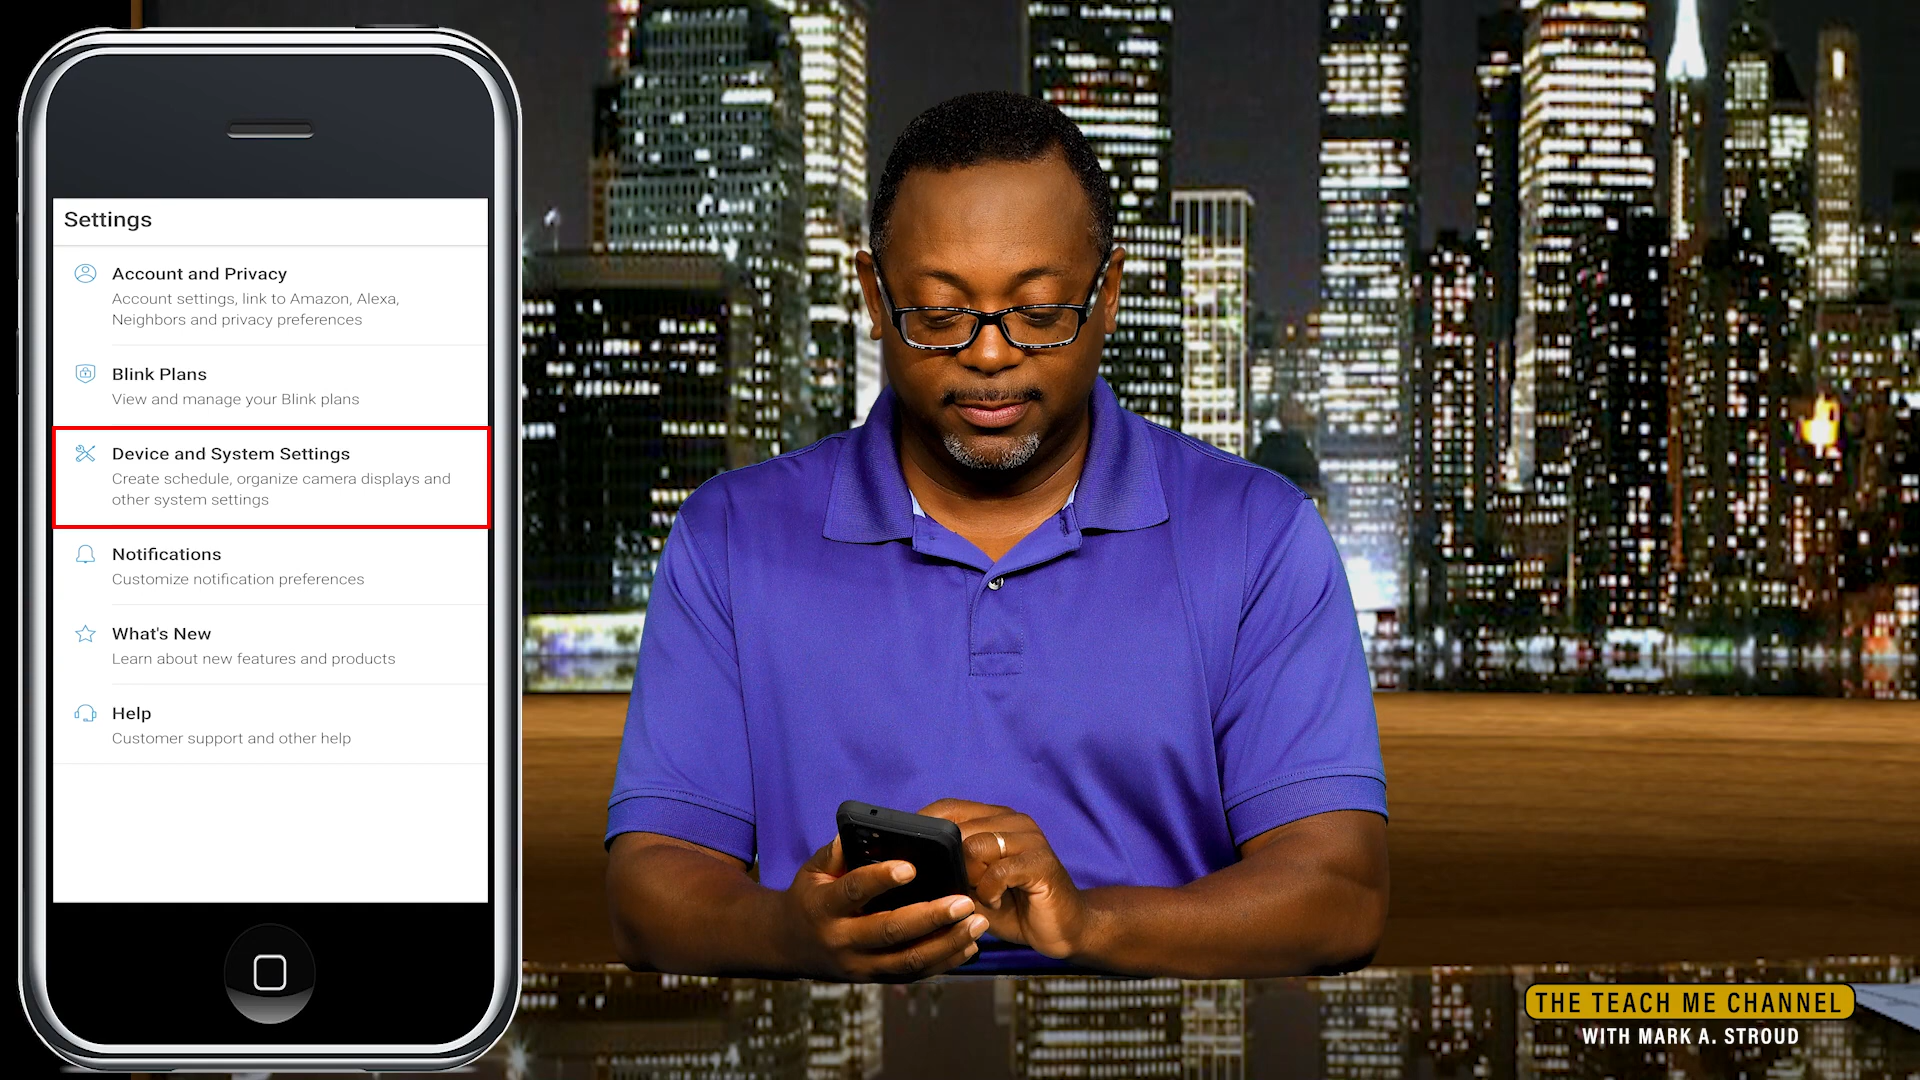 Settings
Account and Privacy
Account settings, link to Amazon, Alexa,
Neighbors and privacy preferences
Blink Plans
View and manage your Blink plans
Device and System Settings
Create schedule, organize camera displays and
other system settings
Notifications
Customize notification preferences
What's New
Learn about new features and products
Help
Customer support and other help
THE TEACH ME CHANNEL
WITH MARK A. STROUD